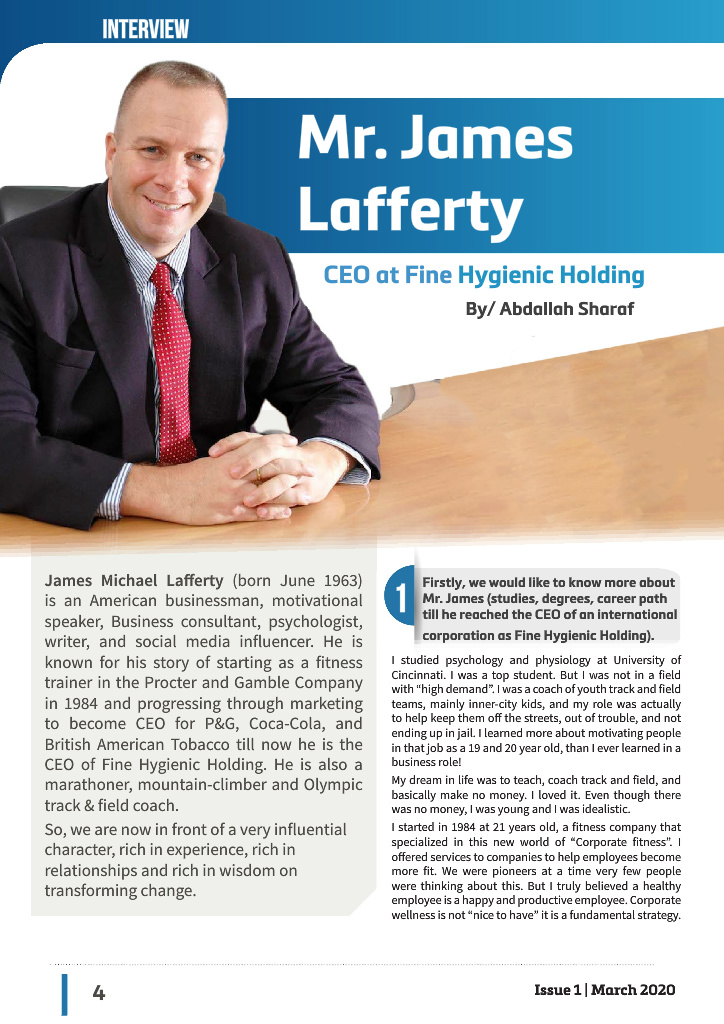 INTERVIEW
Mr. James
Lafferty
CEO at Fine Hygienic Holding
By/ Abdallah Sharaf
James Michael Lafferty (born June 1963)
is an American businessman, motivational
speaker, Business consultant, psychologist,
writer, and social media influencer. He is
known for his story of starting as a fitness
trainer in the Procter and Gamble Company
in 1984 and progressing through marketing
to become CEO for P&G, Coca-Cola, and
British American Tobacco till now he is the
CEO of Fine Hygienic Holding. He is also a
marathoner, mountain-climber and Olympic
track & field coach.
So, we are now in front of a very influential
character, rich in experience, rich in
relationships and rich in wisdom on
transforming change.
1
Firstly, we would like to know more about
Mr. James (studies, degrees, career path
till he reached the CEO of an international
corporation as Fine Hygienic Holding).
I studied psychology and physiology at University of
Cincinnati. I was a top student. But I was not in a field
with “high demand”. I was a coach of youth track and field
teams, mainly inner-city kids, and my role was actually
to help keep them off the streets, out of trouble, and not
ending up in jail. I learned more about motivating people
in that job as a 19 and 20 year old, than I ever learned in a
business role!
My dream in life was to teach, coach track and field, and
basically make no money. I loved it. Even though there
was no money, I was young and I was idealistic.
I started in 1984 at 21 years old, a fitness company that
specialized in this new world of “Corporate fitness”. I
offered services to companies to help employees become
more fit. We were pioneers at a time very few people
were thinking about this. But I truly believed a healthy
employee is a happy and productive employee. Corporate
wellness is not “nice to have” it is a fundamental strategy.
4
Issue 1 | March 2020